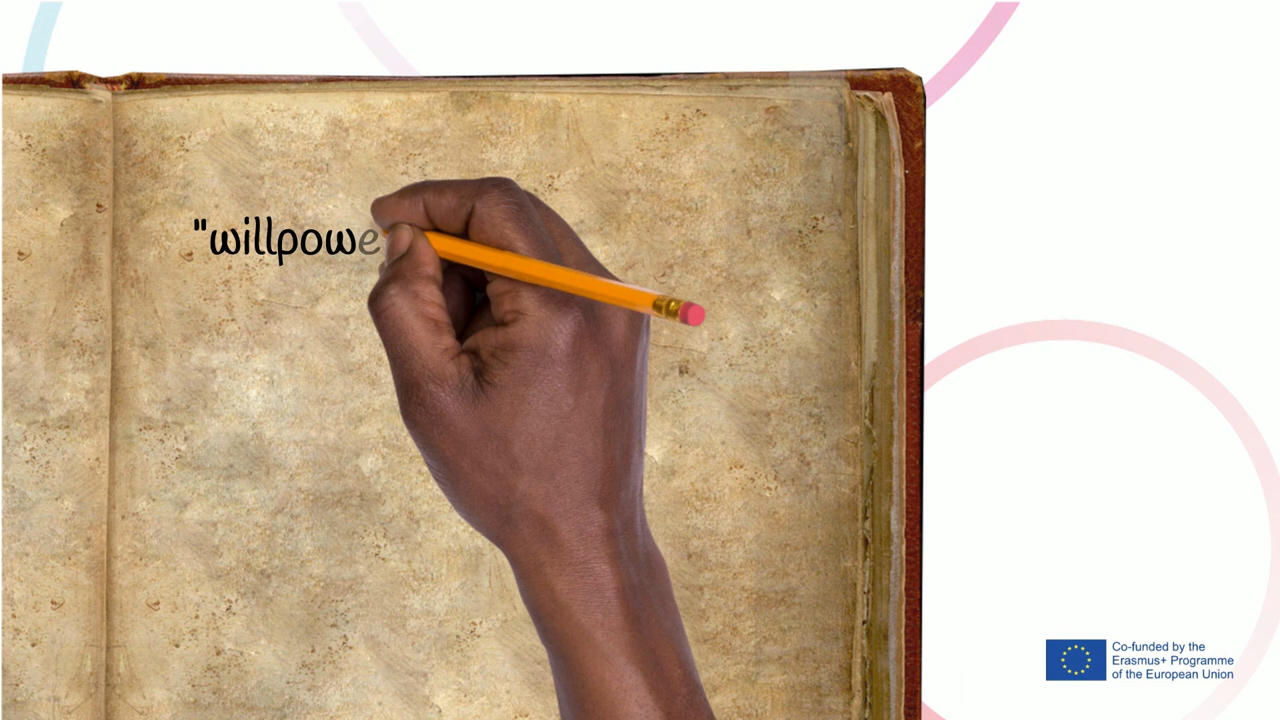 "willpowe
Co-funded by the
Erasmus+ Programme
of the European Union